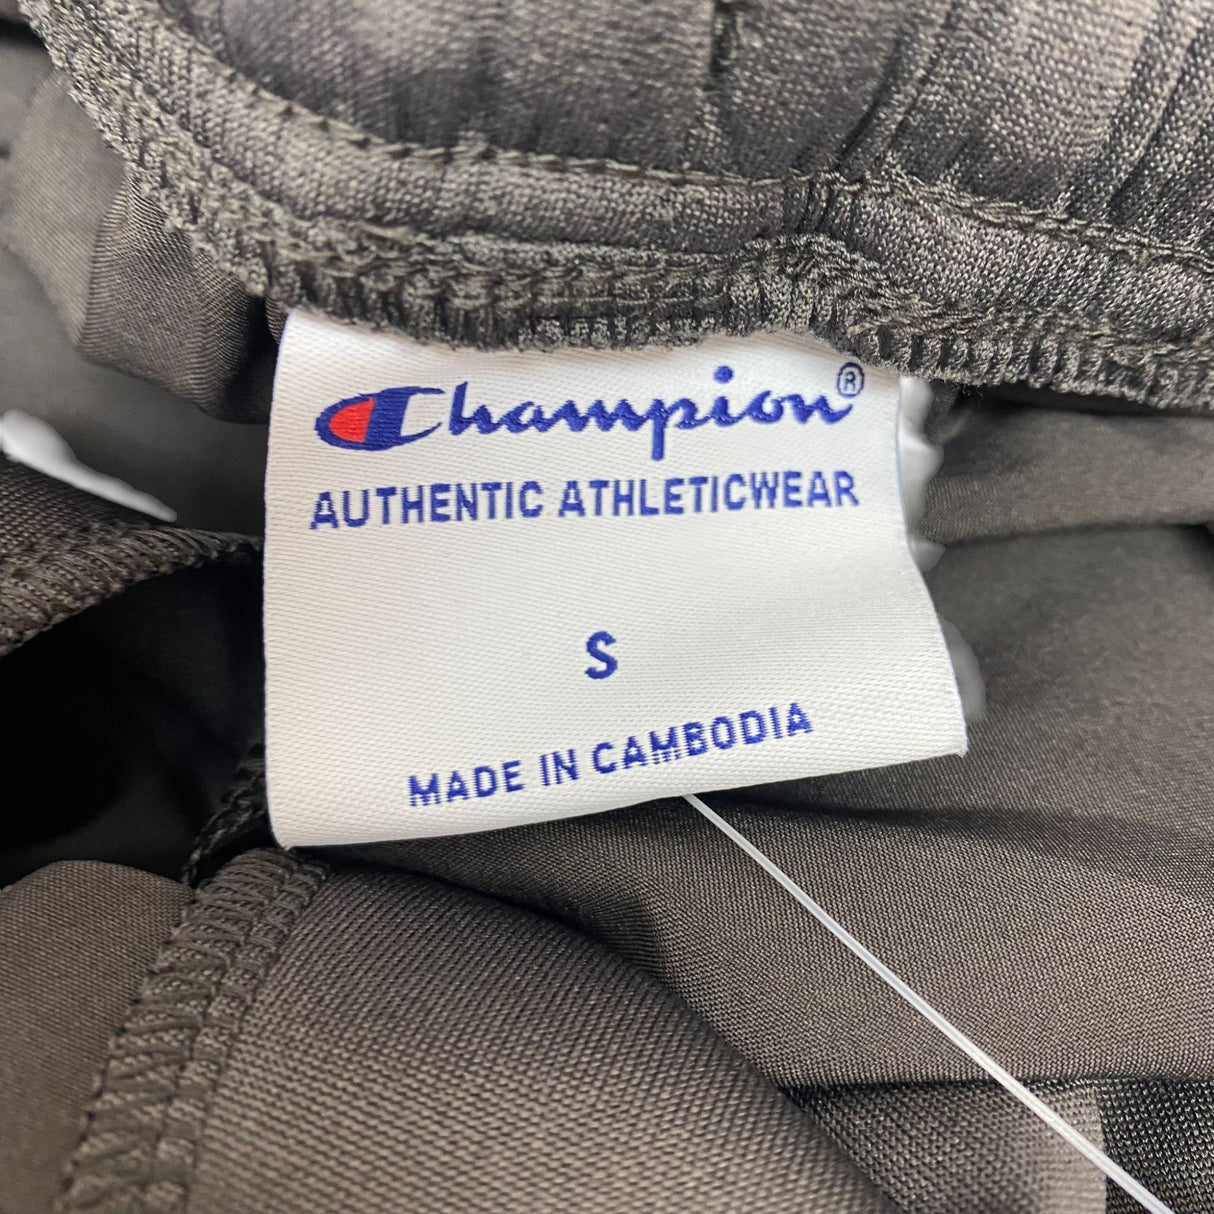 Champion®
AUTHENTIC ATHLETICWEAR
S
MADE IN CAMBODIA